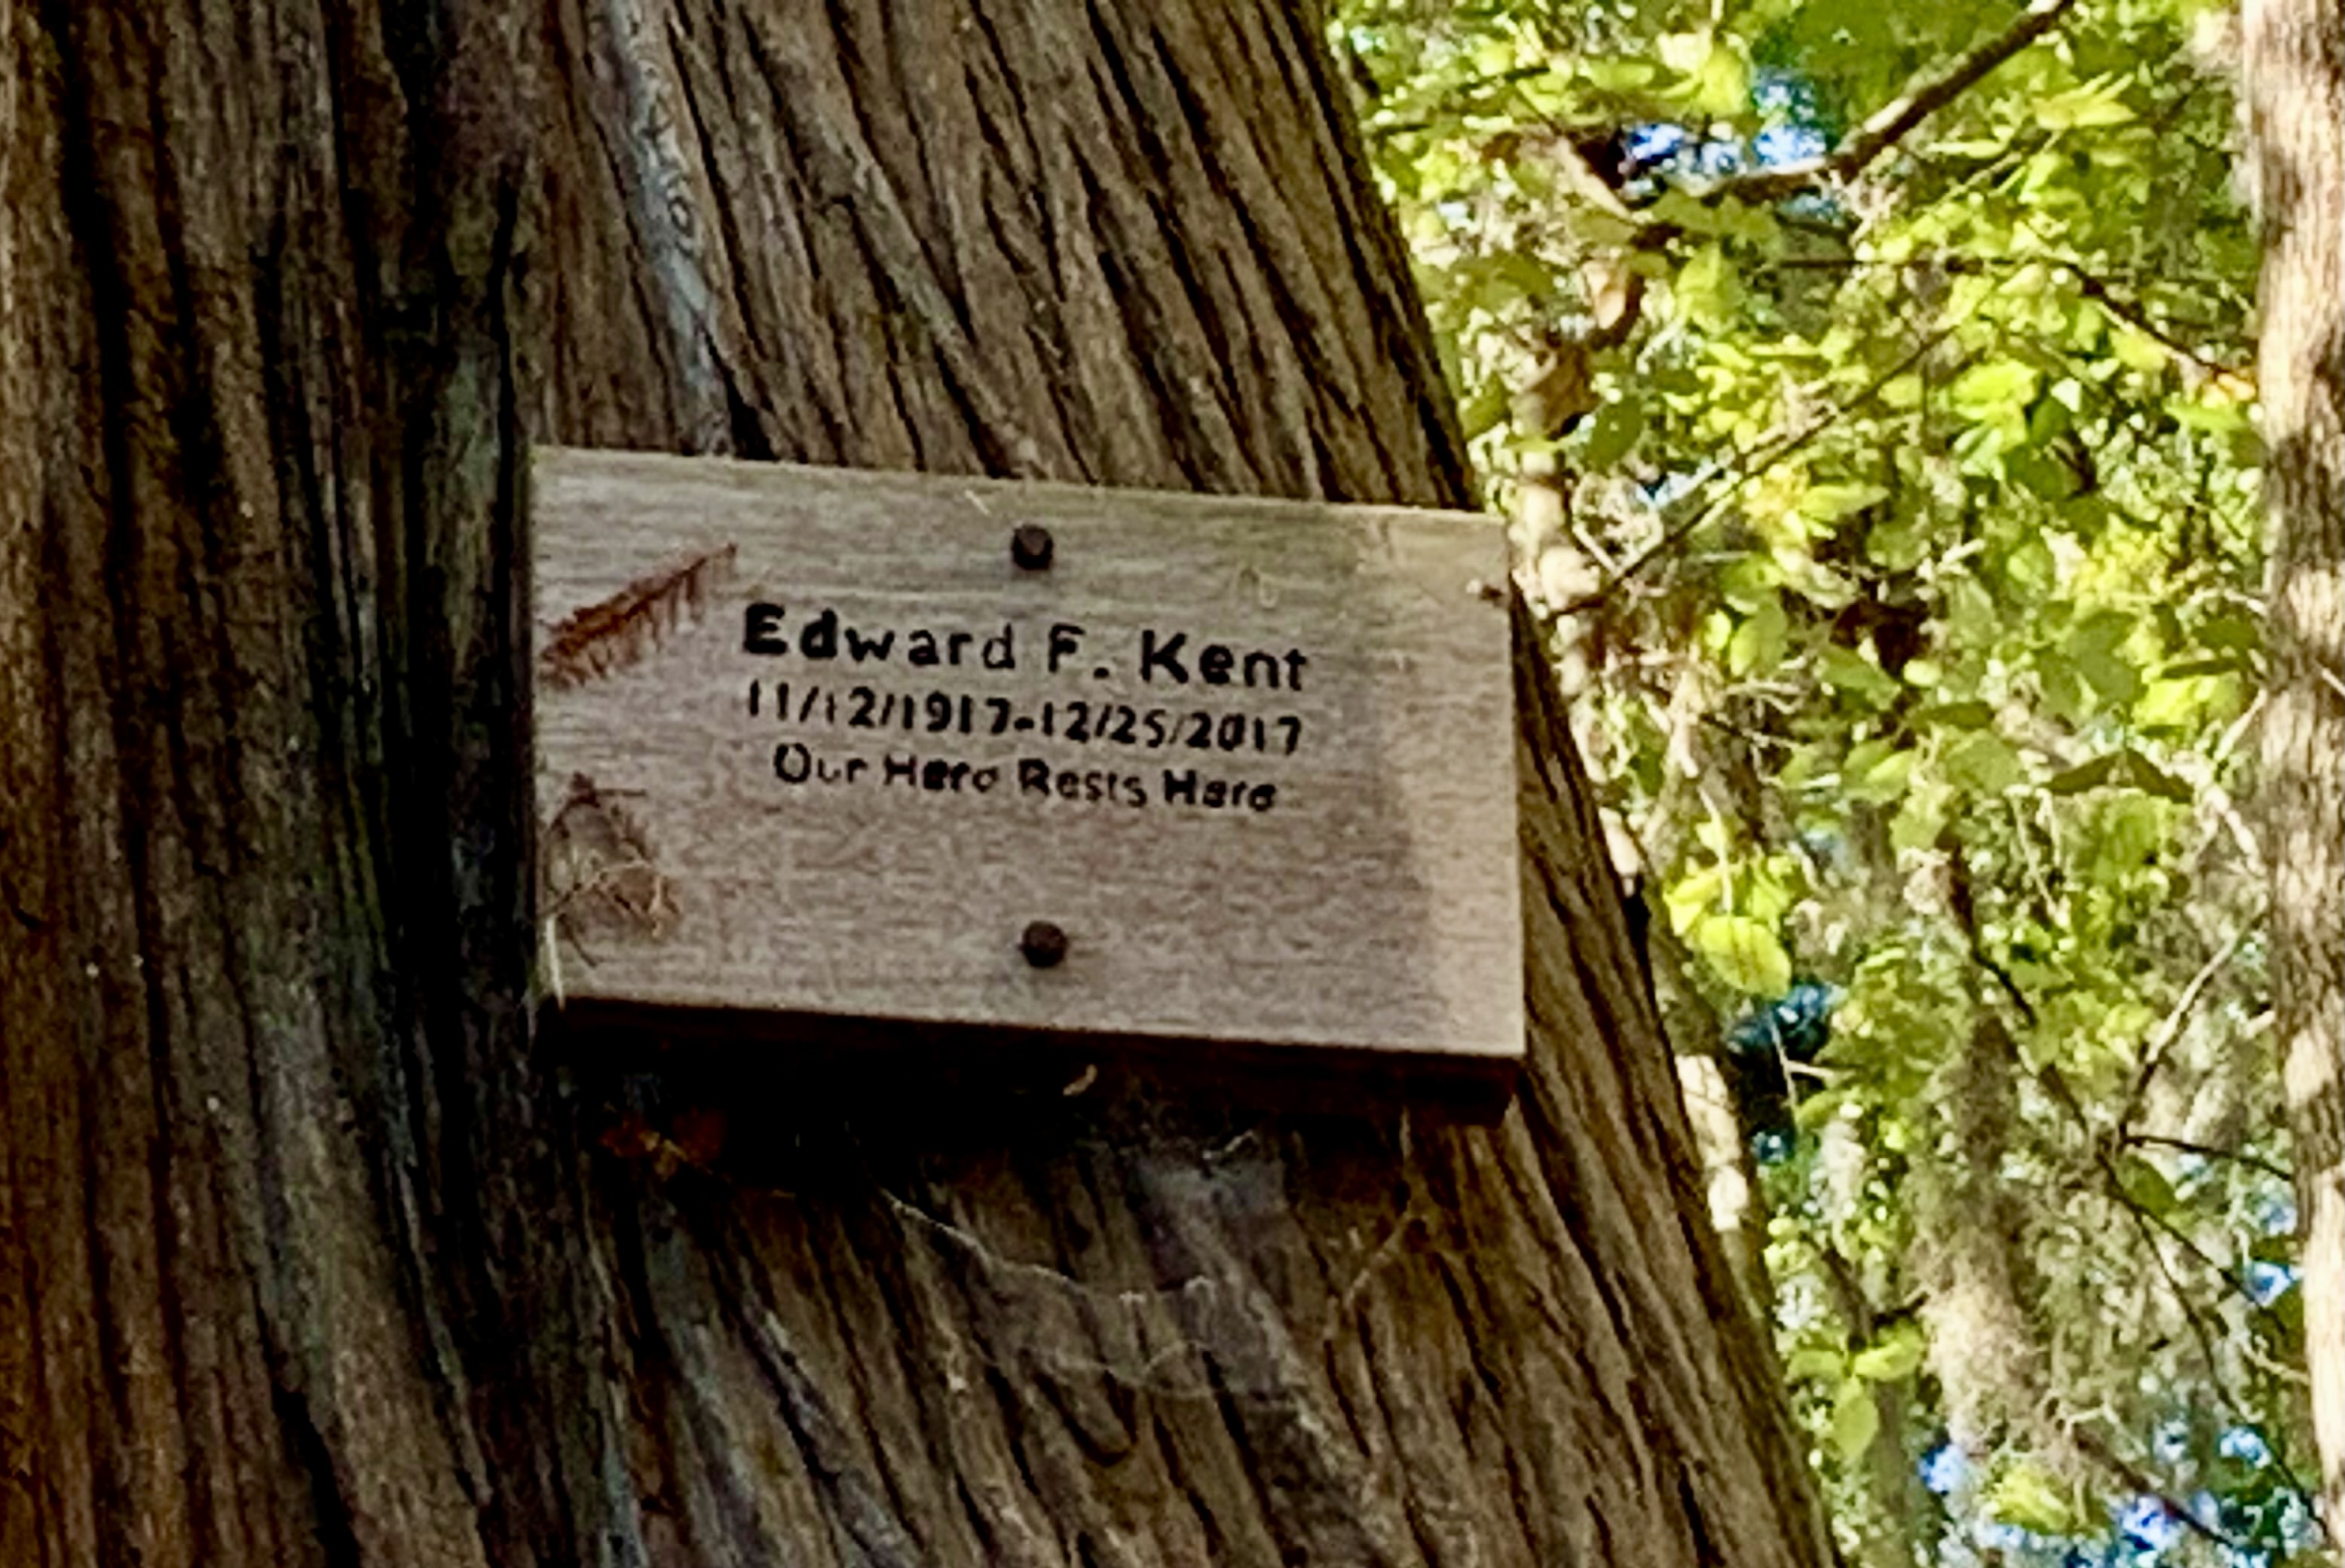 Edward F. Kent
11/12/1917-12/25/2017
Our Hero Rests Here